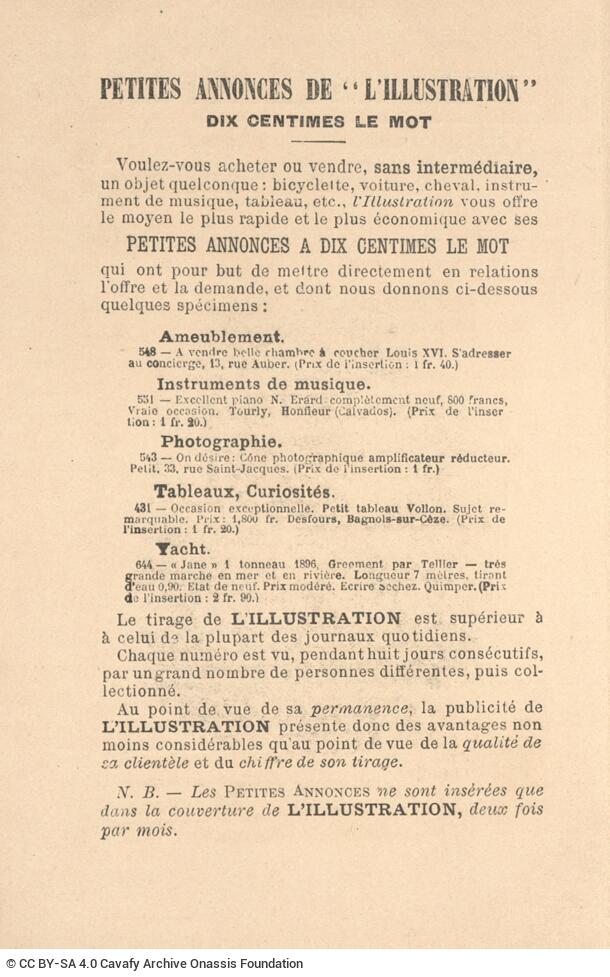 PETITES ANNONCES DE "L'ILLUSTRATION"
DIX CENTIMES LE MOT
Voulez-vous acheter ou vendre, sans intermédiaire,
un objet quelconque : bicyclette, voiture, cheval, instru-
ment de musique, tableau, etc., l'Illustration vous offre
le moyen le plus rapide et le plus économique avec ses
PETITES ANNONCES A DIX CENTIMES LE MOT
qui ont pour but de mettre directement en relations
l'offre et la demande, et dont nous donnons ci-dessous
quelques spécimens :
Ameublement.
548 — A vendre belle chambre à coucher Louis XVI. S'adresser
au concierge, 13, rue Auber. (Prix de l'insertion : 1 fr. 40.)
Instruments de musique.
551 — Excellent piano N. Erard complètement neuf, 800 francs,
Vraie occasion. Tourly, Honfleur (Calvados). (Prix de l'inser
tion : 1 fr. 20.)
Photographie.
543 — On désire : Cône photographique amplificateur réducteur.
Petit, 33, rue Saint-Jacques. (Prix de l'insertion : 1 fr.)
Tableaux, Curiosités.
431 — Occasion exceptionnelle. Petit tableau Vollon. Sujet re-
marquable. Prix : 1,800 fr. Desfours, Bagnols-sur-Cèze. (Prix de
l'insertion : 1 fr. 20.)
Yacht.
644 — « Jane » 1 tonneau 1896, Greement par Tellier — très
grande marche en mer et en rivière. Longueur 7 mètres, tirant
d'eau 0,90. Etat de neuf. Prix modéré. Ecrire Sechez. Quimper. (Prix
de l'insertion : 2 fr. 90.)
Le tirage de L'ILLUSTRATION est supérieur à
à celui de la plupart des journaux quotidiens.
Chaque numéro est vu, pendant huit jours consécutifs,
par un grand nombre de personnes différentes, puis col-
lectionné.
Au point de vue de sa permanence, la publicité de
L'ILLUSTRATION présente donc des avantages non
moins considérables qu'au point de vue de la qualité de
sa clientèle et du chiffre de son tirage.
N. B. — Les PETITES ANNONCES ne sont insérées que
dans la couverture de L'ILLUSTRATION, deux fois
par mois.
© CC BY-SA 4.0 Cavafy Archive Onassis Foundation